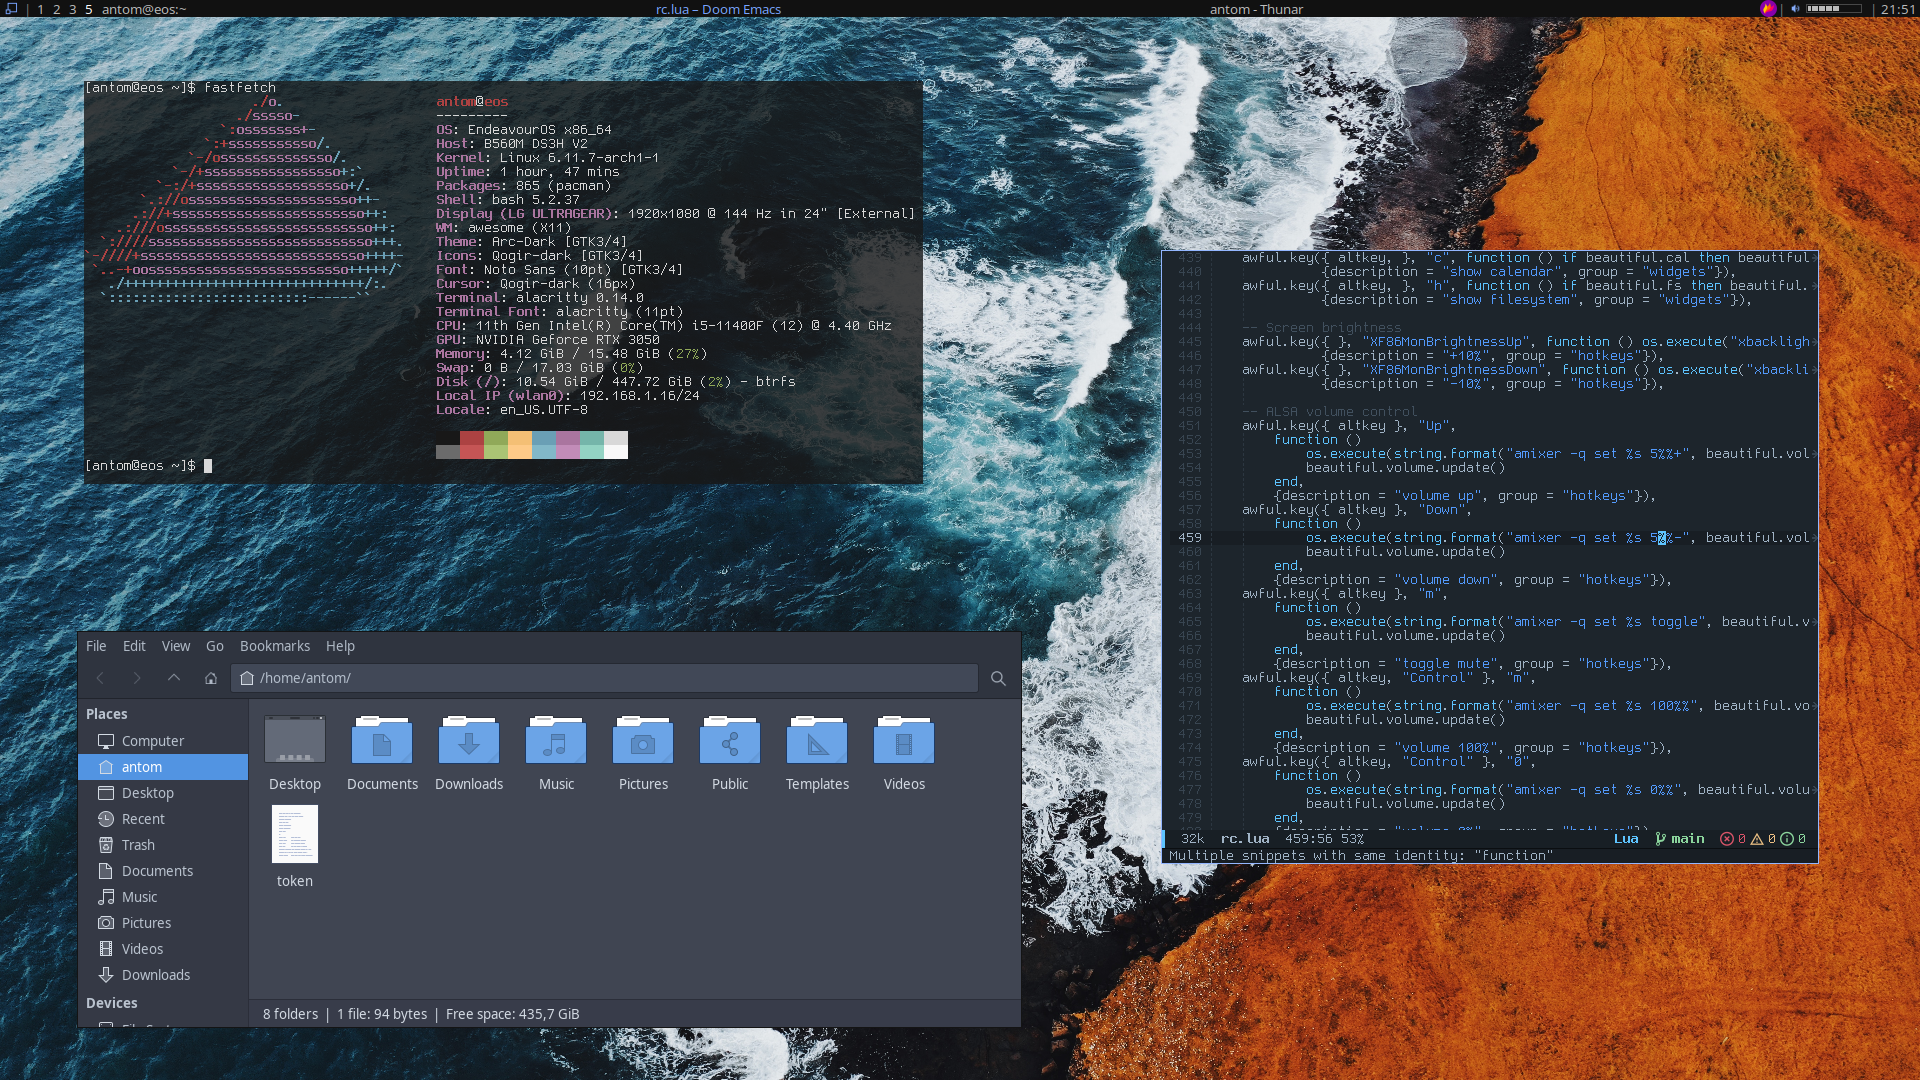 1 2 3 5 antom@eos:~
rc.lua – Doom Emacs
antom - Thunar
21:51
[antom@eos ~]$ fastfetch
./o.
./sssso-
`:osssssss+-
`:+sssssssssso/.
`-/ossssssssssssso/.
`-/+sssssssssssssssso+:`
`-:/+sssssssssssssssssso+/.
`.://osssssssssssssssssssso++-
.://+ssssssssssssssssssssssso++:
.:///ossssssssssssssssssssssssso++:
`:////ssssssssssssssssssssssssssso+++.
`-////+ssssssssssssssssssssssssssso++++-
`..-+oosssssssssssssssssssssssso+++++/`
./++++++++++++++++++++++++++++++/:.
`:::::::::::::::::::::::::------``
antom@eos
---------
OS: EndeavourOS x86_64
Host: B560M DS3H V2
Kernel: Linux 6.11.7-arch1-1
Uptime: 1 hour, 47 mins
Packages: 865 (pacman)
Shell: bash 5.2.37
Display (LG ULTRAGEAR): 1920x1080 @ 144 Hz in 24" [External]
WM: awesome (X11)
Theme: Arc-Dark [GTK3/4]
Icons: Qogir-dark [GTK3/4]
Font: Noto Sans (10pt) [GTK3/4]
Cursor: Qogir-dark (16px)
Terminal: alacritty 0.14.0
Terminal Font: alacritty (11pt)
CPU: 11th Gen Intel(R) Core(TM) i5-11400F (12) @ 4.40 GHz
GPU: NVIDIA GeForce RTX 3050
Memory: 4.12 GiB / 15.48 GiB (27%)
Swap: 0 B / 17.03 GiB (0%)
Disk (/): 10.54 GiB / 447.72 GiB (2%) - btrfs
Local IP (wlan0): 192.168.1.16/24
Locale: en_US.UTF-8
[antom@eos ~]$
439 awful.key({ altkey, }, "c", function () if beautiful.cal then beautiful
440 {description = "show calendar", group = "widgets"}),
441 awful.key({ altkey, }, "h", function () if beautiful.fs then beautiful.
442 {description = "show filesystem", group = "widgets"}),
443
444 -- Screen brightness
445 awful.key({ }, "XF86MonBrightnessUp", function () os.execute("xbackligh
446 {description = "+10%", group = "hotkeys"}),
447 awful.key({ }, "XF86MonBrightnessDown", function () os.execute("xbackli
448 {description = "-10%", group = "hotkeys"}),
449
450 -- ALSA volume control
451 awful.key({ altkey }, "Up",
452 function ()
453 os.execute(string.format("amixer -q set %s 5%%+", beautiful.vol
454 beautiful.volume.update()
455 end,
456 {description = "volume up", group = "hotkeys"}),
457 awful.key({ altkey }, "Down",
458 function ()
459 os.execute(string.format("amixer -q set %s 5%%-", beautiful.vol
460 beautiful.volume.update()
461 end,
462 {description = "volume down", group = "hotkeys"}),
463 awful.key({ altkey }, "m",
464 function ()
465 os.execute(string.format("amixer -q set %s toggle", beautiful.v
466 beautiful.volume.update()
467 end,
468 {description = "toggle mute", group = "hotkeys"}),
469 awful.key({ altkey, "Control" }, "m",
470 function ()
471 os.execute(string.format("amixer -q set %s 100%%", beautiful.vo
472 beautiful.volume.update()
473 end,
474 {description = "volume 100%", group = "hotkeys"}),
475 awful.key({ altkey, "Control" }, "0",
476 function ()
477 os.execute(string.format("amixer -q set %s 0%%", beautiful.volu
478 beautiful.volume.update()
479 end,
32k rc.lua 459:56 53% Lua main 0 0 0
Multiple snippets with same identity: "function"
File Edit View Go Bookmarks Help
/home/antom/
Places
Computer
antom
Desktop
Recent
Trash
Documents
Music
Pictures
Videos
Downloads
Devices
Desktop Documents Downloads Music Pictures Public Templates Videos
token
8 folders | 1 file: 94 bytes | Free space: 435,7 GiB